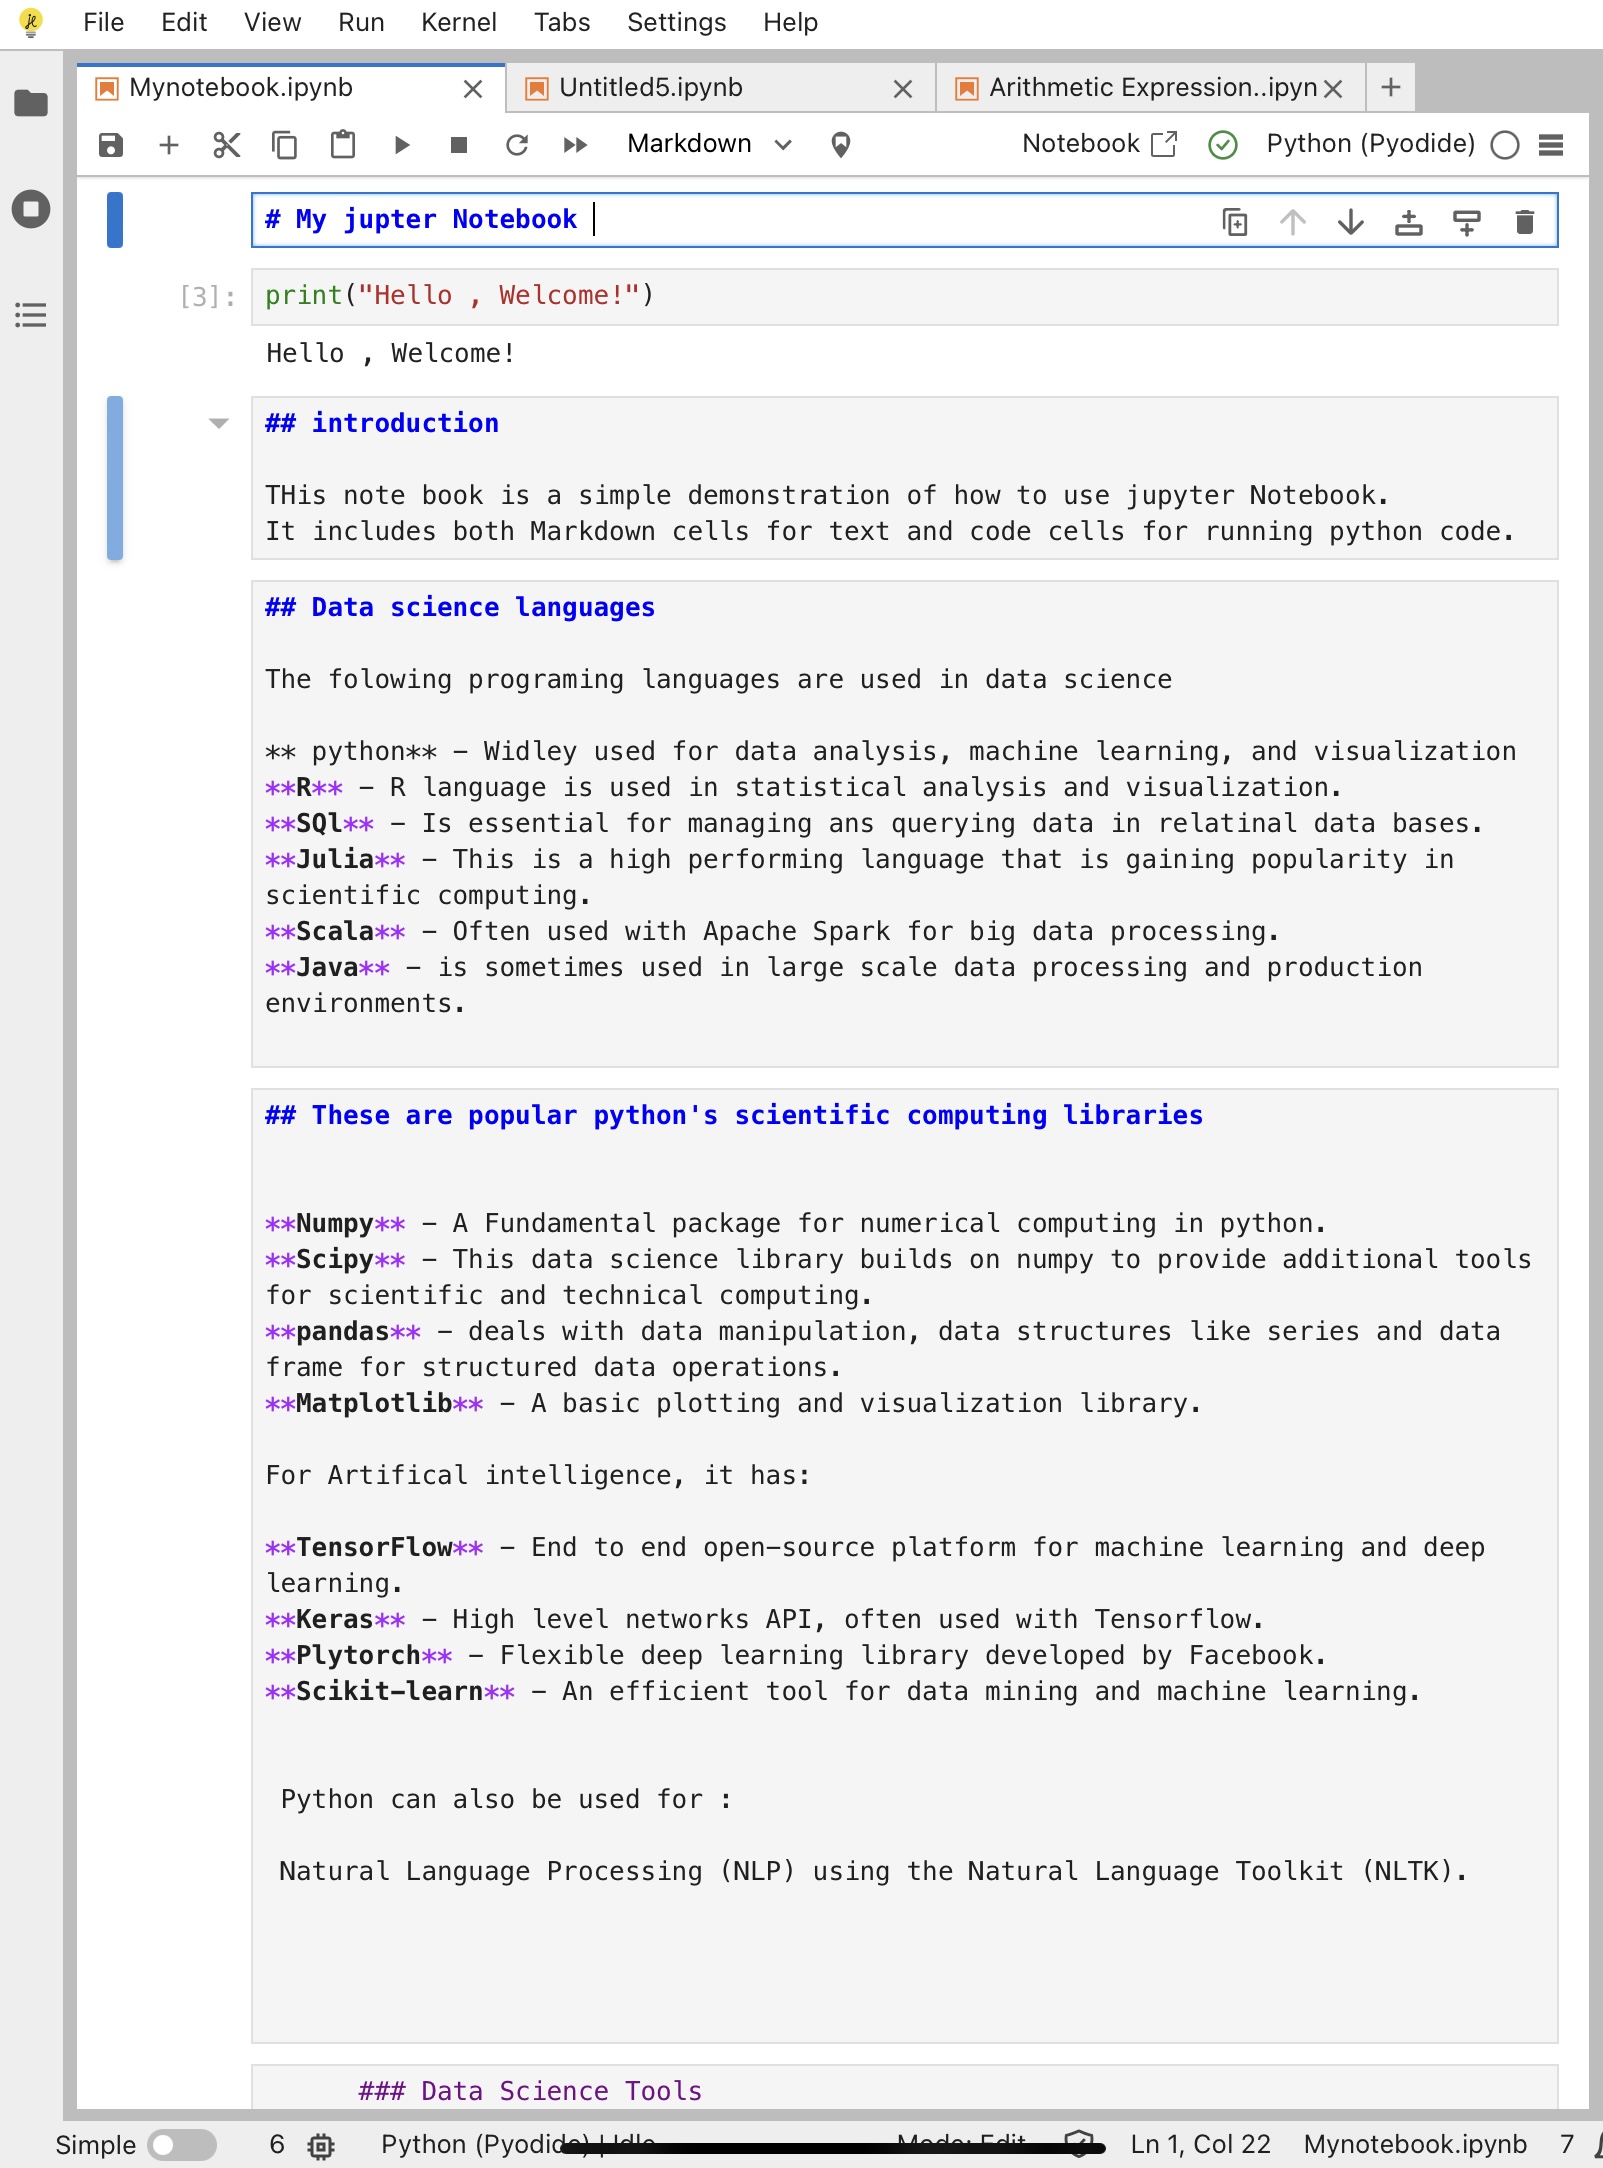 File Edit View Run Kernel Tabs Settings Help
Mynotebook.ipynb Untitled5.ipynb Arithmetic Expression..ipyn
Markdown Notebook Python (Pyodide)
# My jupter Notebook
[3]: print("Hello , Welcome!")
Hello , Welcome!
## introduction
THis note book is a simple demonstration of how to use jupyter Notebook.
It includes both Markdown cells for text and code cells for running python code.
## Data science languages
The folowing programing languages are used in data science
** python** - Widley used for data analysis, machine learning, and visualization
**R** - R language is used in statistical analysis and visualization.
**SQl** - Is essential for managing ans querying data in relatinal data bases.
**Julia** - This is a high performing language that is gaining popularity in
scientific computing.
**Scala** - Often used with Apache Spark for big data processing.
**Java** - is sometimes used in large scale data processing and production
environments.
## These are popular python's scientific computing libraries
**Numpy** - A Fundamental package for numerical computing in python.
**Scipy** - This data science library builds on numpy to provide additional tools
for scientific and technical computing.
**pandas** - deals with data manipulation, data structures like series and data
frame for structured data operations.
**Matplotlib** - A basic plotting and visualization library.
For Artifical intelligence, it has:
**TensorFlow** - End to end open-source platform for machine learning and deep
learning.
**Keras** - High level networks API, often used with Tensorflow.
**Plytorch** - Flexible deep learning library developed by Facebook.
**Scikit-learn** - An efficient tool for data mining and machine learning.
Python can also be used for :
Natural Language Processing (NLP) using the Natural Language Toolkit (NLTK).
### Data Science Tools
Simple 6 Python (Pyodide) | Idle Mode: Edit Ln 1, Col 22 Mynotebook.ipynb 7